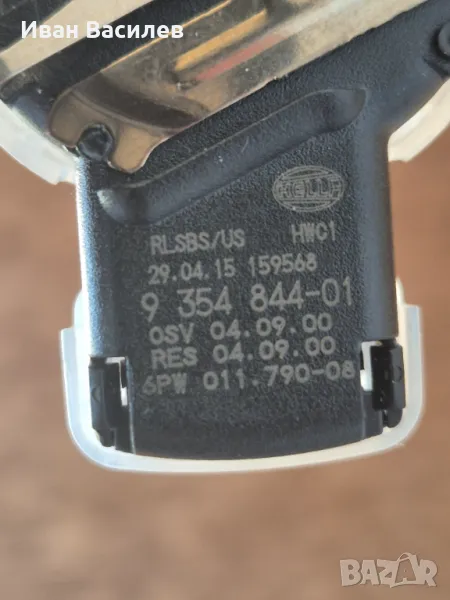 Иван Василев
HELLA
RLSBS/US HWC1
29.04.15 159568
9 354 844-01
OSV 04.09.00
RES 04.09.00
6PW 011.790-08
BAZAR